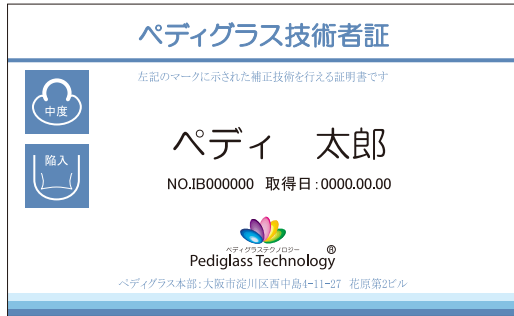 ペディグラス技術者証
左記のマークに示された補正技術を行える証明書です
中度
陥入
ペディ 太郎
NO.IB000000 取得日:0000.00.00
ペディグラステクノロジー
Pediglass Technology ®
ペディグラス本部:大阪市淀川区西中島4-11-27 花原第2ビル